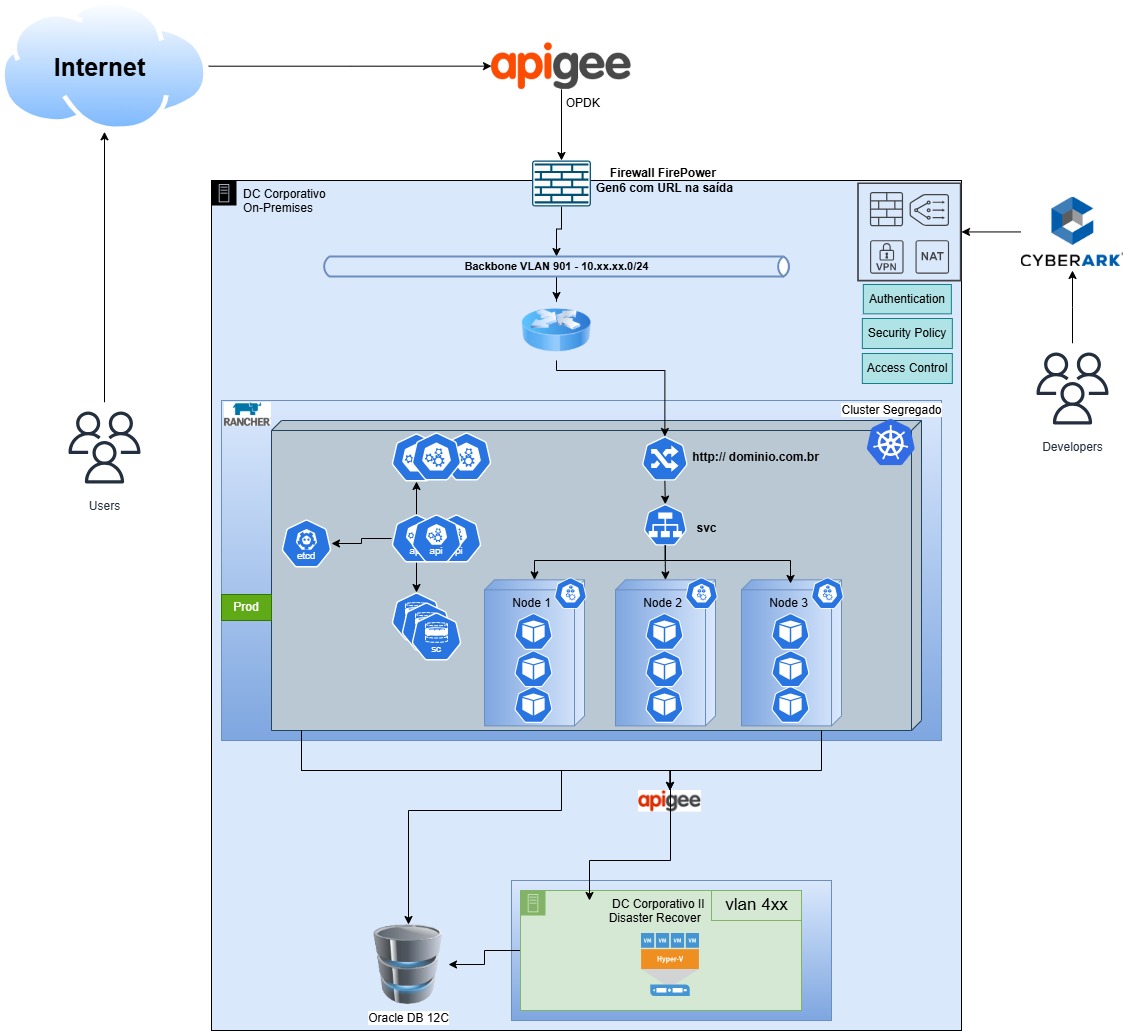 Internet
apigee
OPDK
Firewall FirePower
Gen6 com URL na saída
DC Corporativo
On-Premises
VPN
NAT
CYBERARK
Backbone VLAN 901 - 10.xx.xx.0/24
Authentication
Security Policy
Access Control
Developers
Users
RANCHER
Cluster Segregado
http:// dominio.com.br
svc
etcd
api
Prod
Node 1
Node 2
Node 3
sc
apigee
DC Corporativo II
Disaster Recover
vlan 4xx
VM VM VM VM
Hyper-V
Oracle DB 12C